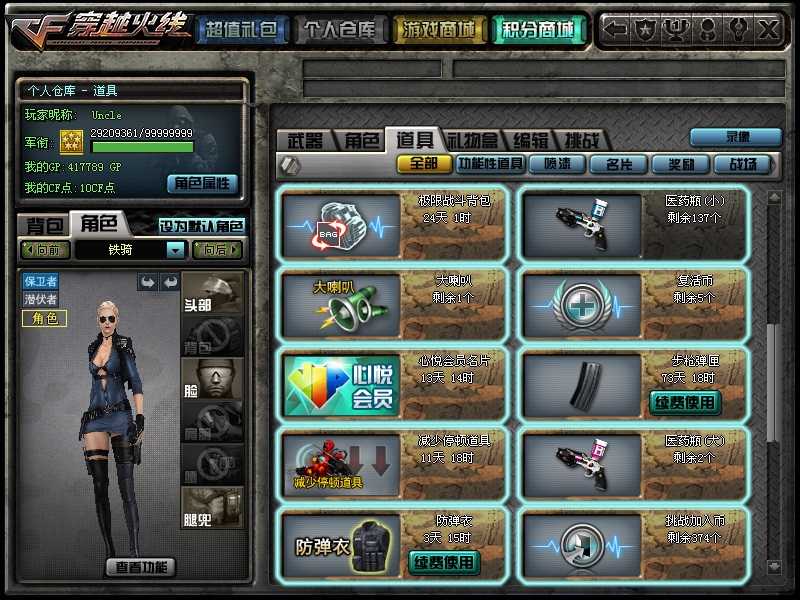 CF 穿越火线 超值礼包 个人仓库 游戏商城 积分商城
个人仓库 - 道具
玩家昵称: Uncle
军衔: 29209361/99999999
我的GP:417789 GP
我的CF点:10CF点 角色属性
武器 角色 道具 礼物盒 编辑 挑战 录像
全部 功能性道具 喷漆 名片 奖励 战场
背包 角色 设为默认角色
向前 铁骑 向后
保卫者
潜伏者
角色
头部
背包
脸
腿兜
查看功能
BAG 极限战斗背包
24天 1时
医药瓶(小)
剩余137个
大喇叭 大喇叭
剩余1个
复活币
剩余5个
VIP 心悦会员 心悦会员名片
13天 14时
步枪弹匣
73天 18时
续费使用
减少停顿道具 减少停顿道具
11天 18时
医药瓶(大)
剩余2个
防弹衣 防弹衣
3天 15时
续费使用
挑战加入币
剩余374个